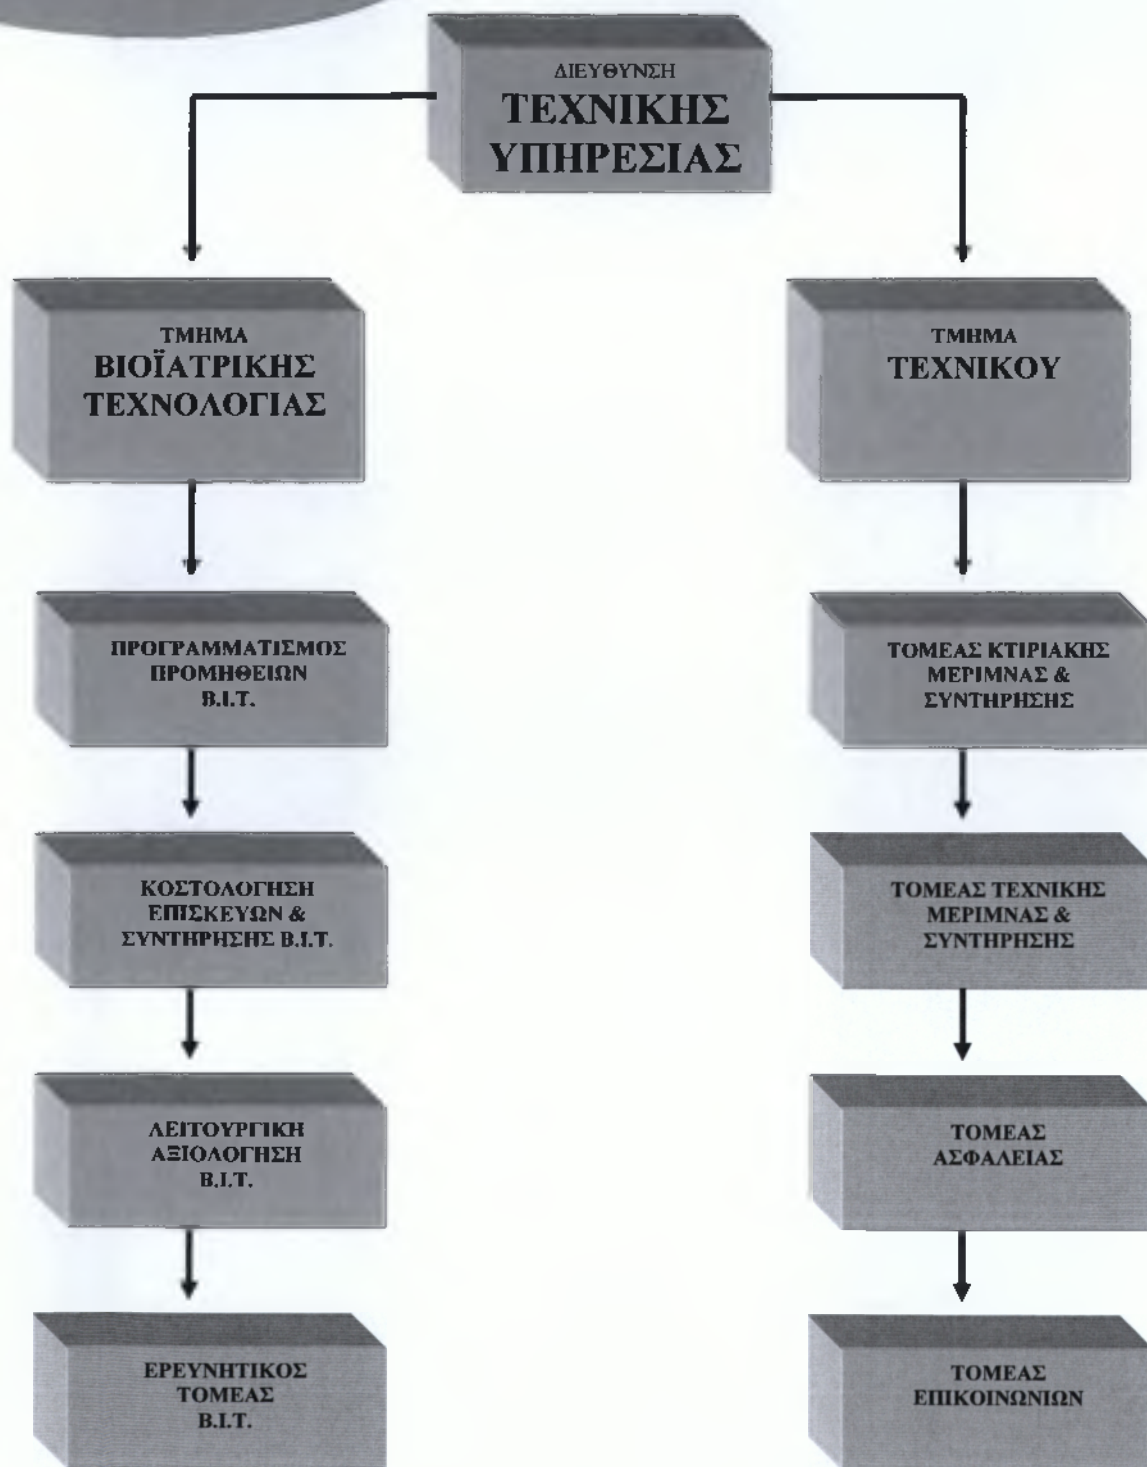 ΔΙΕΥΘΥΝΣΗ
ΤΕΧΝΙΚΗΣ
ΥΠΗΡΕΣΙΑΣ
ΤΜΗΜΑ
ΒΙΟΪΑΤΡΙΚΗΣ
ΤΕΧΝΟΛΟΓΙΑΣ
ΤΜΗΜΑ
ΤΕΧΝΙΚΟΥ
ΠΡΟΓΡΑΜΜΑΤΙΣΜΟΣ
ΠΡΟΜΗΘΕΙΩΝ
Β.Ι.Τ.
ΤΟΜΕΑΣ ΚΤΙΡΙΑΚΗΣ
ΜΕΡΙΜΝΑΣ &
ΣΥΝΤΗΡΗΣΗΣ
ΚΟΣΤΟΛΟΓΗΣΗ
ΕΠΙΣΚΕΥΩΝ &
ΣΥΝΤΗΡΗΣΗΣ Β.Ι.Τ.
ΤΟΜΕΑΣ ΤΕΧΝΙΚΗΣ
ΜΕΡΙΜΝΑΣ &
ΣΥΝΤΗΡΗΣΗΣ
ΛΕΙΤΟΥΡΓΙΚΗ
ΑΞΙΟΛΟΓΗΣΗ
Β.Ι.Τ.
ΤΟΜΕΑΣ
ΑΣΦΑΛΕΙΑΣ
ΕΡΕΥΝΗΤΙΚΟΣ
ΤΟΜΕΑΣ
Β.Ι.Τ.
ΤΟΜΕΑΣ
ΕΠΙΚΟΙΝΩΝΙΩΝ